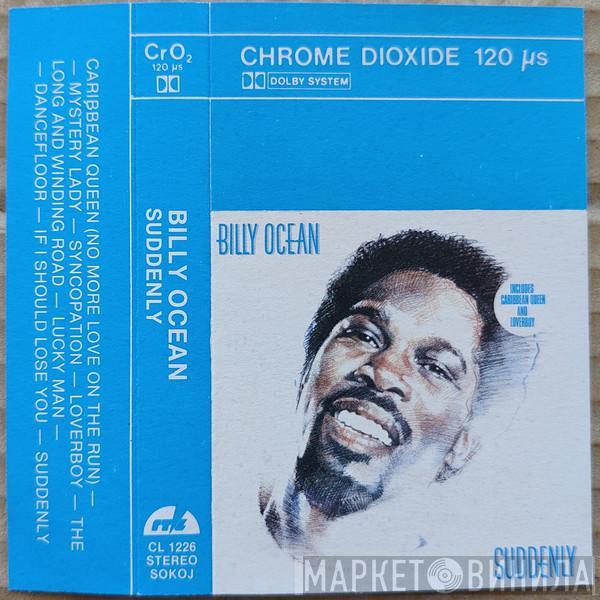 CARIBBEAN QUEEN (NO MORE LOVE ON THE RUN) —
— MYSTERY LADY — SYNCOPATION — LOVERBOY — THE
LONG AND WINDING ROAD — LUCKY MAN —
— DANCEFLOOR — IF I SHOULD LOSE YOU — SUDDENLY
CrO2
120 µs
BILLY OCEAN
SUDDENLY
CL 1226
STEREO
SOKOJ
CHROME DIOXIDE 120 µs
DOLBY SYSTEM
BILLY OCEAN
INCLUDES
CARIBBEAN QUEEN
AND
LOVERBOY
SUDDENLY
МАРКЕТ ВИНИЛА